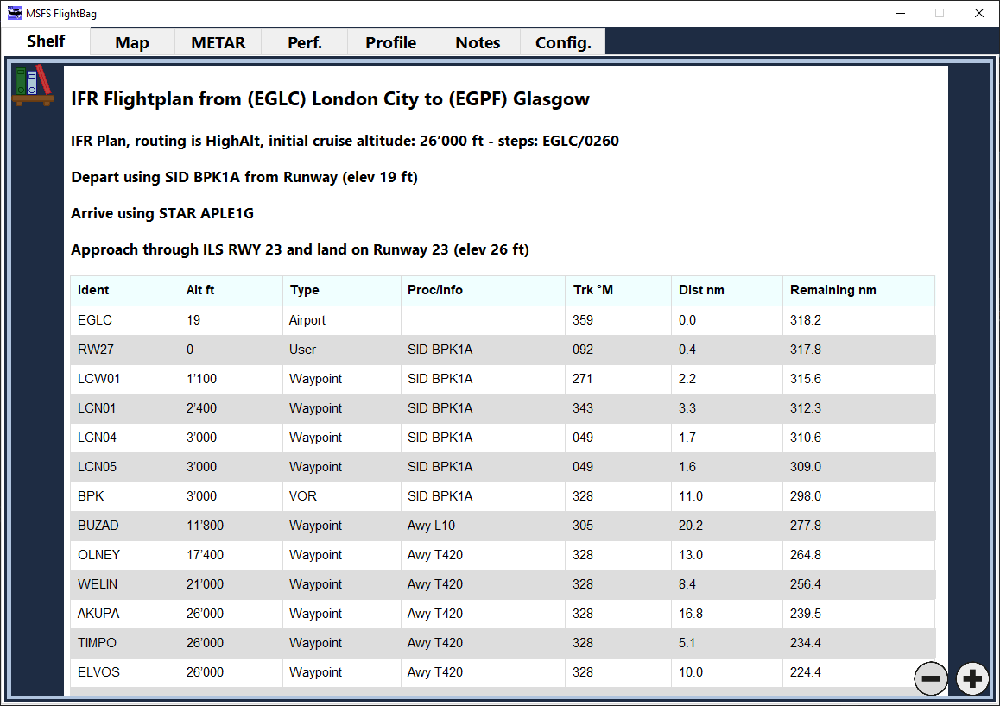 MSFS FlightBag
Shelf Map METAR Perf. Profile Notes Config.
IFR Flightplan from (EGLC) London City to (EGPF) Glasgow
IFR Plan, routing is HighAlt, initial cruise altitude: 26’000 ft - steps: EGLC/0260
Depart using SID BPK1A from Runway (elev 19 ft)
Arrive using STAR APLE1G
Approach through ILS RWY 23 and land on Runway 23 (elev 26 ft)
Ident Alt ft Type Proc/Info Trk °M Dist nm Remaining nm
EGLC 19 Airport 359 0.0 318.2
RW27 0 User SID BPK1A 092 0.4 317.8
LCW01 1’100 Waypoint SID BPK1A 271 2.2 315.6
LCN01 2’400 Waypoint SID BPK1A 343 3.3 312.3
LCN04 3’000 Waypoint SID BPK1A 049 1.7 310.6
LCN05 3’000 Waypoint SID BPK1A 049 1.6 309.0
BPK 3’000 VOR SID BPK1A 328 11.0 298.0
BUZAD 11’800 Waypoint Awy L10 305 20.2 277.8
OLNEY 17’400 Waypoint Awy T420 328 13.0 264.8
WELIN 21’000 Waypoint Awy T420 328 8.4 256.4
AKUPA 26’000 Waypoint Awy T420 328 16.8 239.5
TIMPO 26’000 Waypoint Awy T420 328 5.1 234.4
ELVOS 26’000 Waypoint Awy T420 328 10.0 224.4